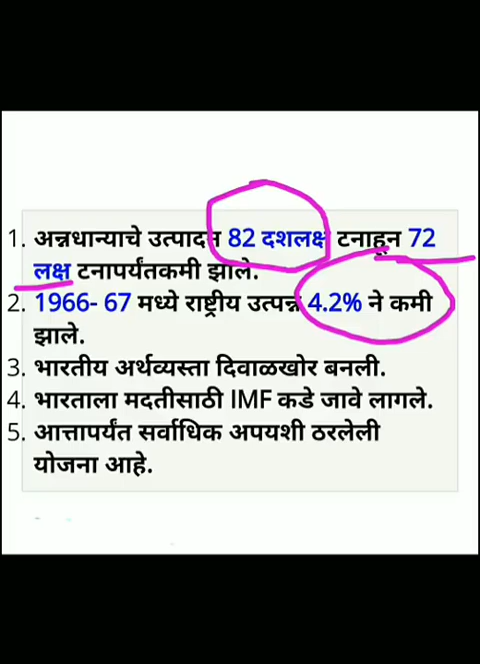 1. अन्नधान्याचे उत्पादन 82 दशलक्ष टनाहून 72
लक्ष टनापर्यंतकमी झाले.
2. 1966- 67 मध्ये राष्ट्रीय उत्पन्न 4.2% ने कमी
झाले.
3. भारतीय अर्थव्यस्ता दिवाळखोर बनली.
4. भारताला मदतीसाठी IMF कडे जावे लागले.
5. आत्तापर्यंत सर्वाधिक अपयशी ठरलेली
योजना आहे.